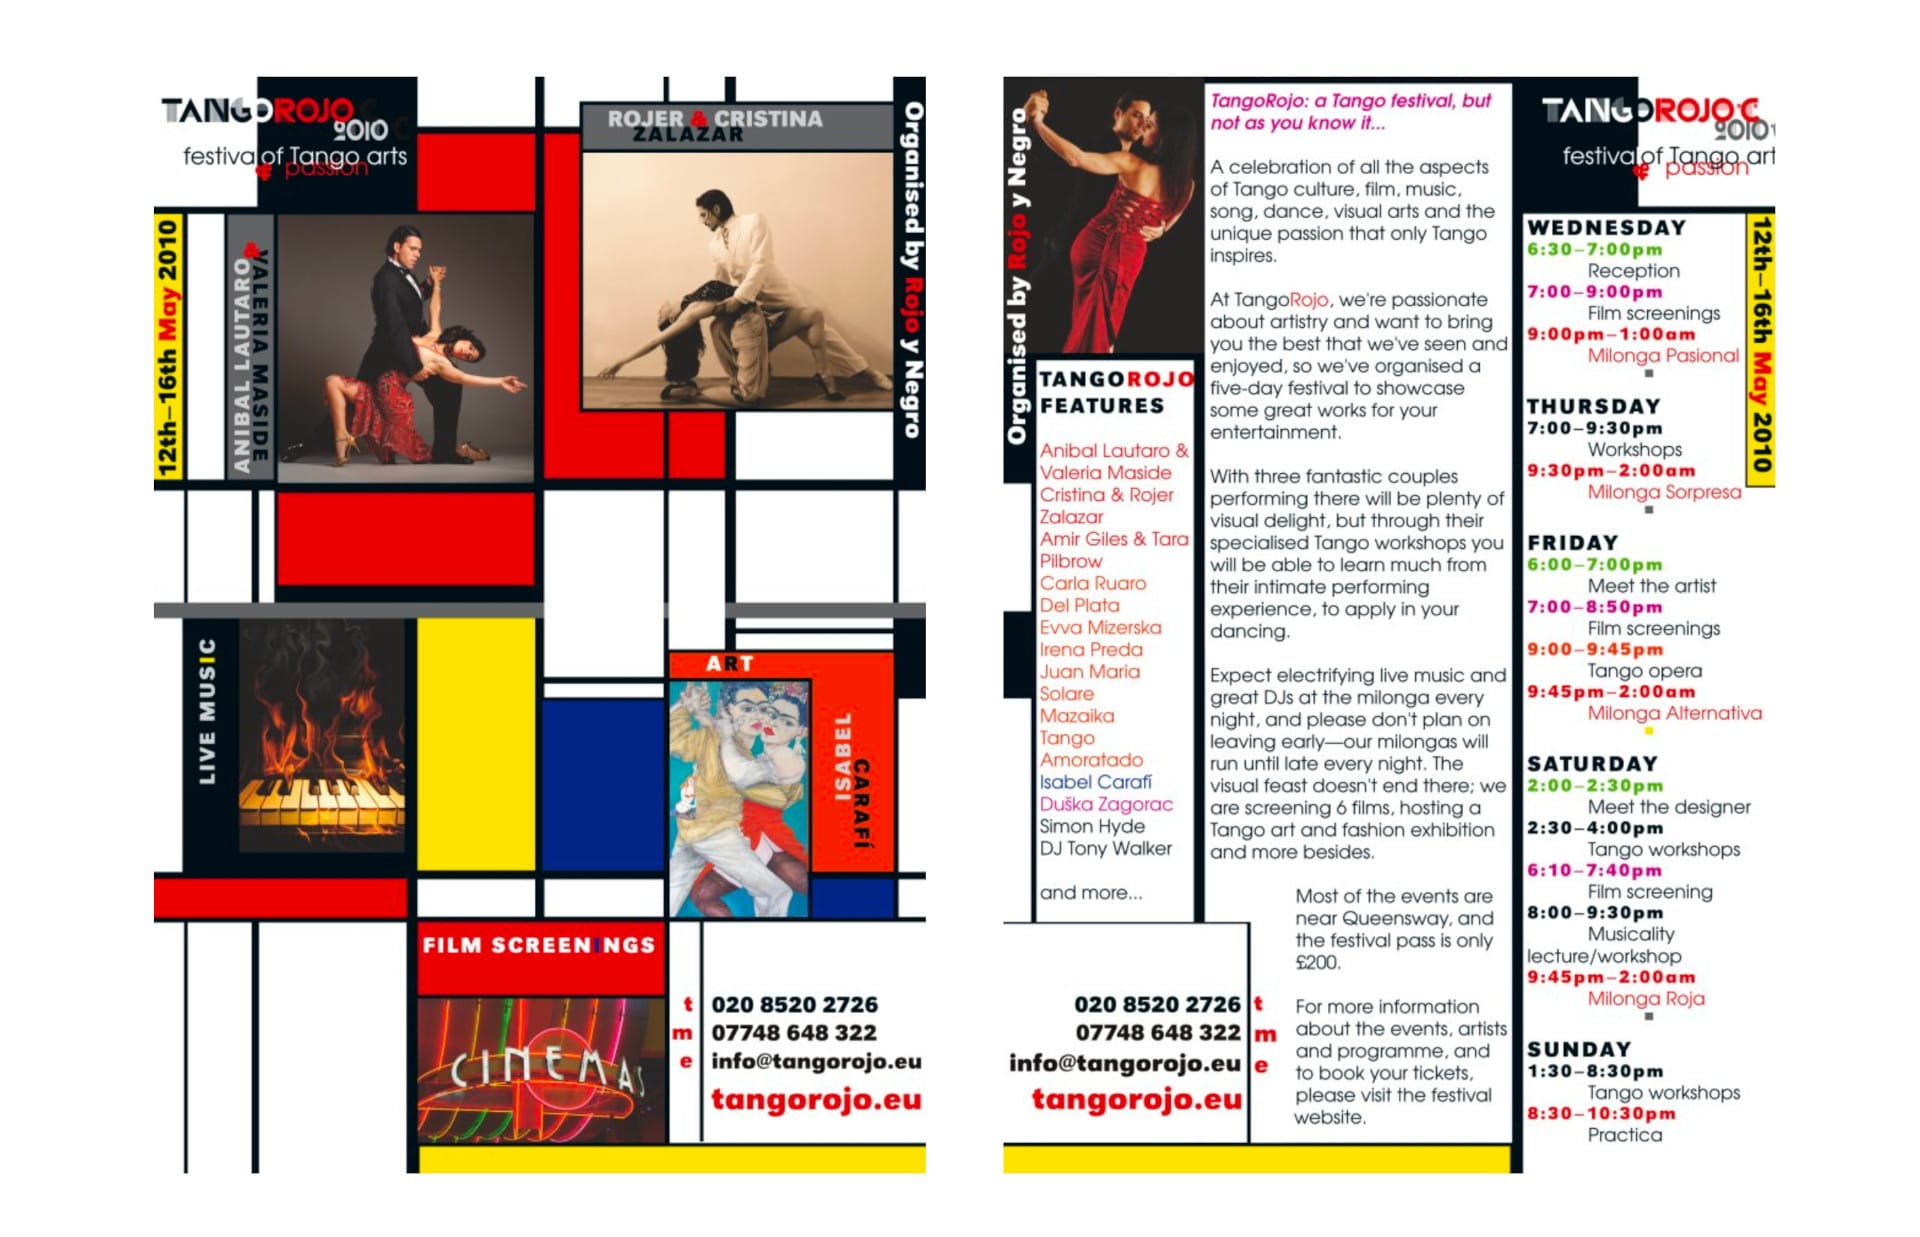 TANGOROJO
2010
festival of Tango arts
& passion
12th–16th May 2010
ANIBAL LAUTARO &
VALERIA MASIDE
ROJER & CRISTINA
ZALAZAR
Organised by Rojo y Negro
LIVE MUSIC
ART
ISABEL
CARAFÍ
FILM SCREENINGS
CINEMAS
t 020 8520 2726
m 07748 648 322
e info@tangorojo.eu
tangorojo.eu
Organised by Rojo y Negro
TANGOROJO
FEATURES
Anibal Lautaro &
Valeria Maside
Cristina & Rojer
Zalazar
Amir Giles & Tara
Pilbrow
Carla Ruaro
Del Plata
Evva Mizerska
Irena Preda
Juan Maria
Solare
Mazaika
Tango
Amoratado
Isabel Carafí
Duška Zagorac
Simon Hyde
DJ Tony Walker
and more...
020 8520 2726 t
07748 648 322 m
info@tangorojo.eu e
tangorojo.eu
TangoRojo: a Tango festival, but
not as you know it...
A celebration of all the aspects
of Tango culture, film, music,
song, dance, visual arts and the
unique passion that only Tango
inspires.
At TangoRojo, we're passionate
about artistry and want to bring
you the best that we've seen and
enjoyed, so we've organised a
five-day festival to showcase
some great works for your
entertainment.
With three fantastic couples
performing there will be plenty of
visual delight, but through their
specialised Tango workshops you
will be able to learn much from
their intimate performing
experience, to apply in your
dancing.
Expect electrifying live music and
great DJs at the milonga every
night, and please don't plan on
leaving early—our milongas will
run until late every night. The
visual feast doesn't end there; we
are screening 6 films, hosting a
Tango art and fashion exhibition
and more besides.
Most of the events are
near Queensway, and
the festival pass is only
£200.
For more information
about the events, artists
and programme, and
to book your tickets,
please visit the festival
website.
TANGOROJO
2010
festival of Tango art
& passion
12th–16th May 2010
WEDNESDAY
6:30–7:00pm
Reception
7:00–9:00pm
Film screenings
9:00pm–1:00am
Milonga Pasional
THURSDAY
7:00–9:30pm
Workshops
9:30pm–2:00am
Milonga Sorpresa
FRIDAY
6:00–7:00pm
Meet the artist
7:00–8:50pm
Film screenings
9:00–9:45pm
Tango opera
9:45pm–2:00am
Milonga Alternativa
SATURDAY
2:00–2:30pm
Meet the designer
2:30–4:00pm
Tango workshops
6:10–7:40pm
Film screening
8:00–9:30pm
Musicality
lecture/workshop
9:45pm–2:00am
Milonga Roja
SUNDAY
1:30–8:30pm
Tango workshops
8:30–10:30pm
Practica